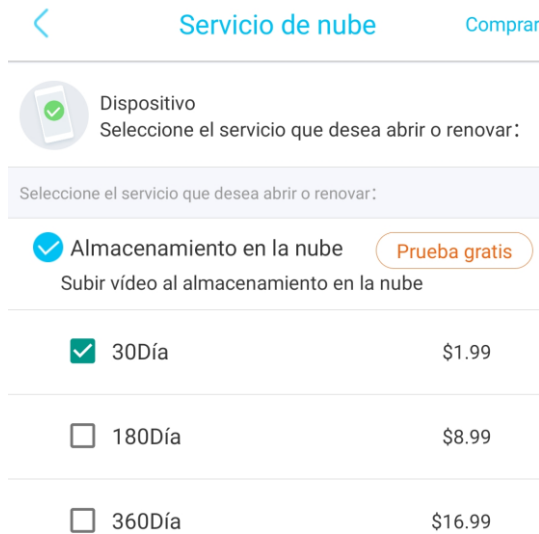 Servicio de nube
Comprar
Dispositivo
Seleccione el servicio que desea abrir o renovar:
Seleccione el servicio que desea abrir o renovar:
Almacenamiento en la nube
Prueba gratis
Subir vídeo al almacenamiento en la nube
30Día $1.99
180Día $8.99
360Día $16.99